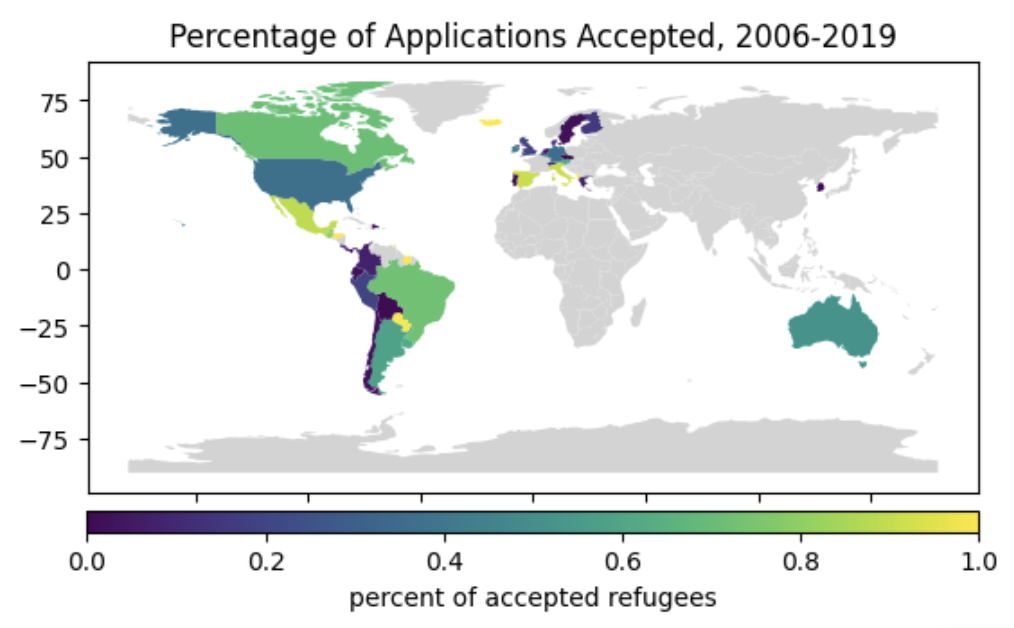 Percentage of Applications Accepted, 2006-2019
75
50
25
0
−25
−50
−75
0.0 0.2 0.4 0.6 0.8 1.0
percent of accepted refugees